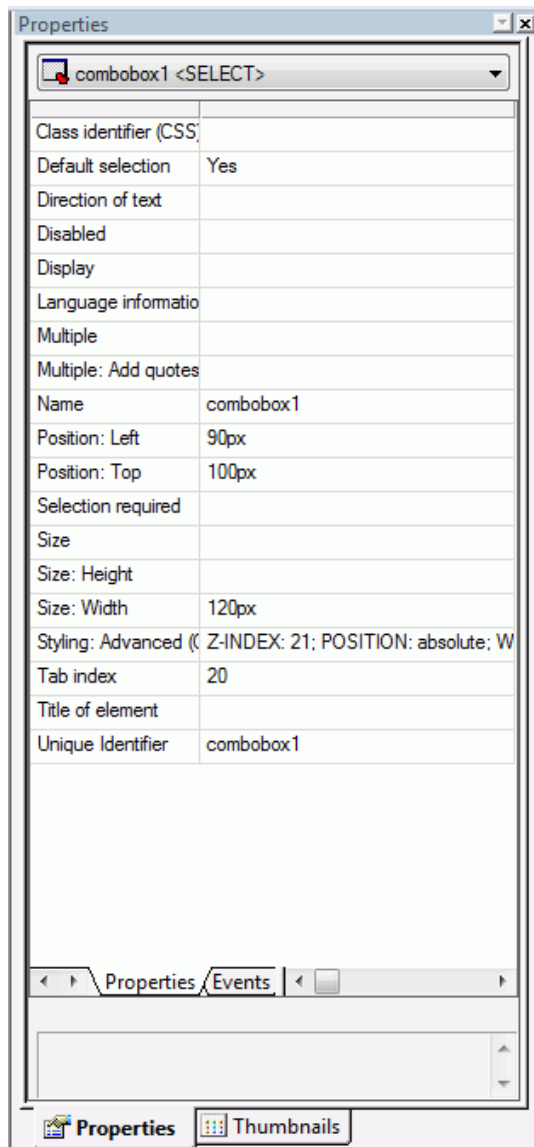 Properties
combobox1 <SELECT>
Class identifier (CSS)
Default selection Yes
Direction of text
Disabled
Display
Language informatio
Multiple
Multiple: Add quotes
Name combobox1
Position: Left 90px
Position: Top 100px
Selection required
Size
Size: Height
Size: Width 120px
Styling: Advanced (C Z-INDEX: 21; POSITION: absolute; W
Tab index 20
Title of element
Unique Identifier combobox1
Properties Events
Properties Thumbnails